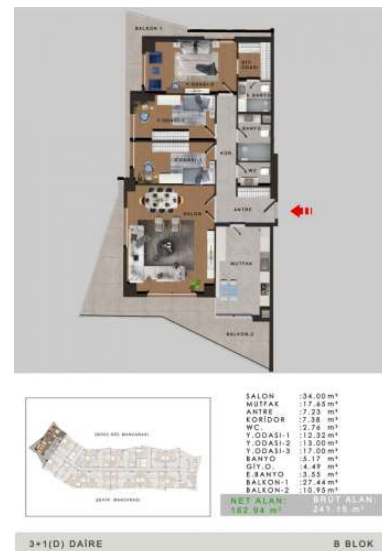 BALKON-1
Y.ODASI-3
GİY.
ODASI
E.BANYO
Y.ODASI-2
BANYO
KOR.
Y.ODASI-1
WC
ANTRE
SALON
MUTFAK
BALKON-2
ŞEHİR MANZARASI
SALON :34.00 m²
MUTFAK :17.65 m²
ANTRE :7.23 m²
KORİDOR :7.38 m²
WC. :2.76 m²
Y.ODASI-1 :12.32 m²
Y.ODASI-2 :13.00 m²
Y.ODASI-3 :17.00 m²
BANYO :5.17 m²
GİY.O. :4.49 m²
E.BANYO :3.55 m²
BALKON-1 :27.44 m²
BALKON-2 :10.95 m²
NET ALAN: BRÜT ALAN:
162.94 m² 241.15 m²
3+1(D) DAİRE B BLOK